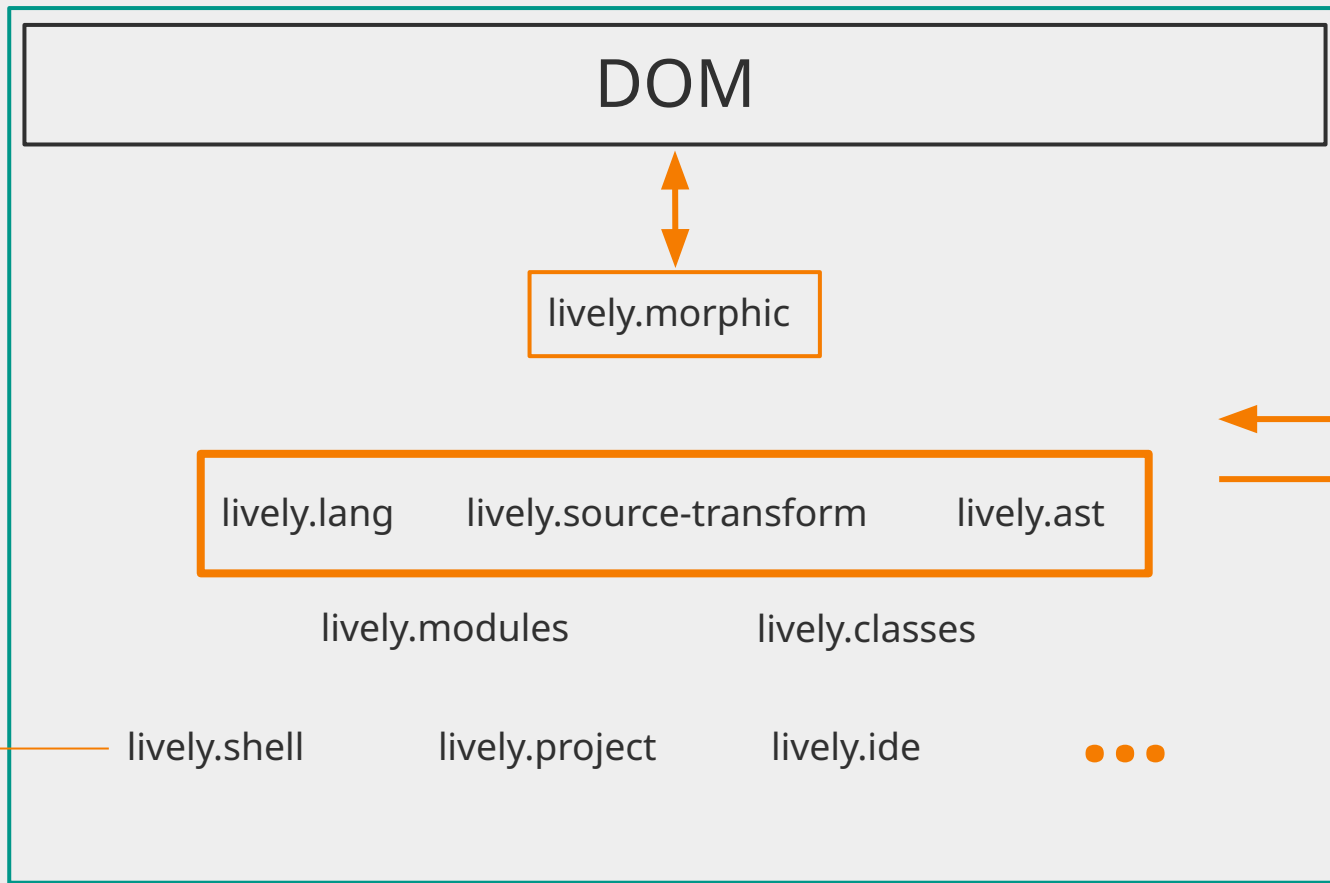 DOM
lively.morphic
lively.lang lively.source-transform lively.ast
lively.modules lively.classes
lively.shell lively.project lively.ide ...